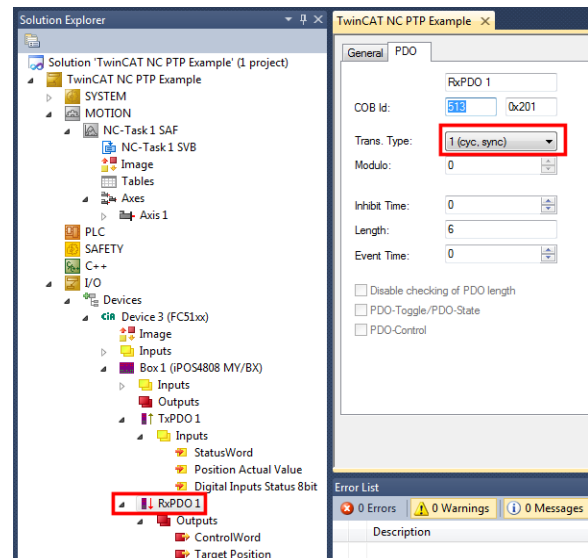 Solution Explorer
Solution 'TwinCAT NC PTP Example' (1 project)
TwinCAT NC PTP Example
SYSTEM
MOTION
NC-Task 1 SAF
NC-Task 1 SVB
Image
Tables
Axes
Axis 1
PLC
SAFETY
C++
I/O
Devices
CiA Device 3 (FC51xx)
Image
Inputs
Box 1 (iPOS4808 MY/BX)
Inputs
Outputs
TxPDO 1
Inputs
StatusWord
Position Actual Value
Digital Inputs Status 8bit
RxPDO 1
Outputs
ControlWord
Target Position
TwinCAT NC PTP Example
General PDO
RxPDO 1
COB Id: 513 0x201
Trans. Type: 1 (cyc, sync)
Modulo: 0
Inhibit Time: 0
Length: 6
Event Time: 0
Disable checking of PDO length
PDO-Toggle/PDO-State
PDO-Control
Error List
0 Errors 0 Warnings 0 Messages
Description